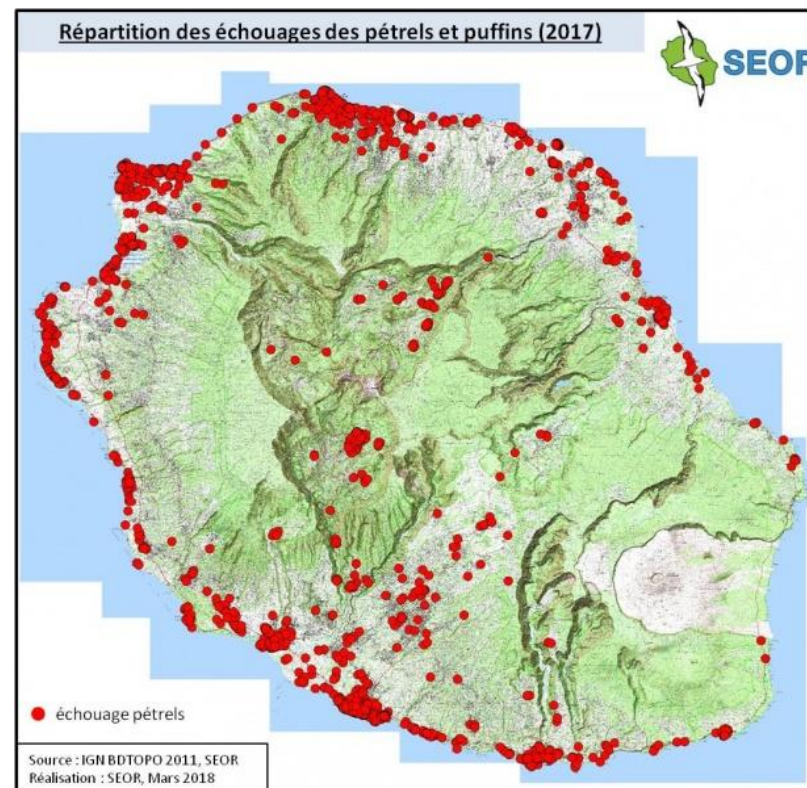 Répartition des échouages des pétrels et puffins (2017)
SEOR
échouage pétrels
Source : IGN BDTOPO 2011, SEOR
Réalisation : SEOR, Mars 2018